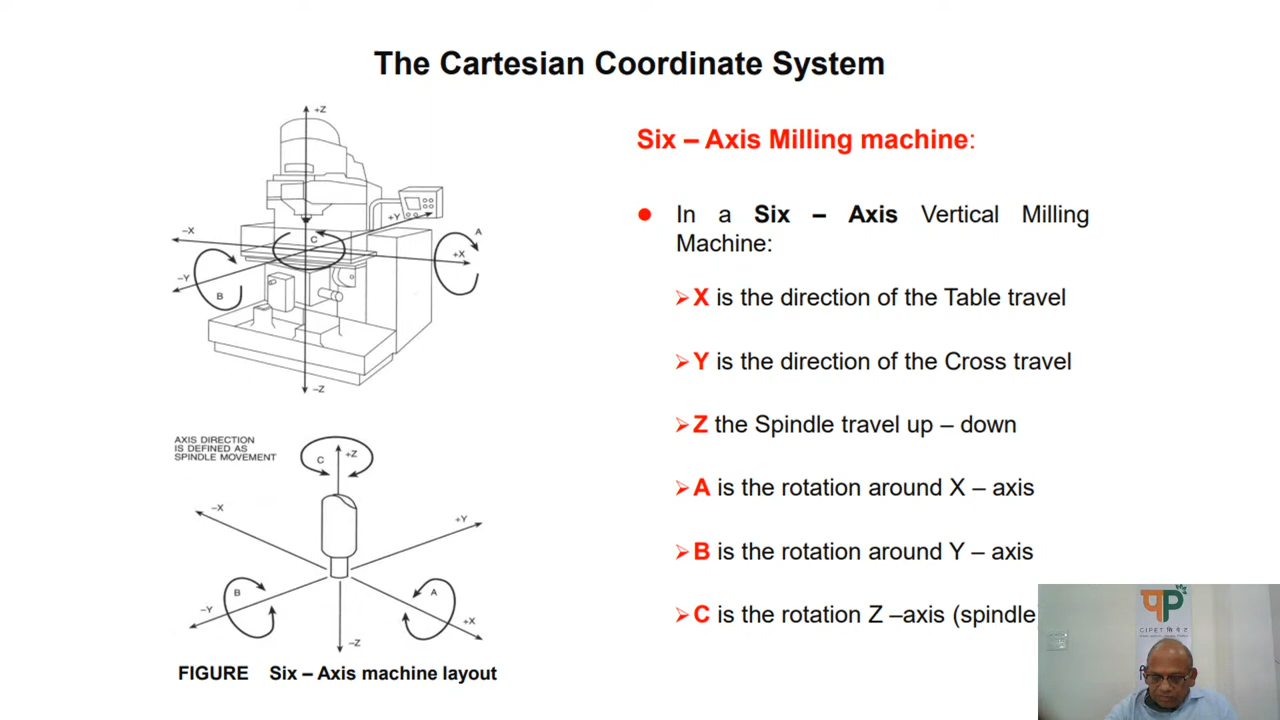 The Cartesian Coordinate System
+Z
+Y
–X
C
A
+X
–Y
B
–Z
AXIS DIRECTION
IS DEFINED AS
SPINDLE MOVEMENT
C
+Z
–X
+Y
B
A
–Y
+X
–Z
FIGURE Six – Axis machine layout
Six – Axis Milling machine:
In a Six – Axis Vertical Milling
Machine:
X is the direction of the Table travel
Y is the direction of the Cross travel
Z the Spindle travel up – down
A is the rotation around X – axis
B is the rotation around Y – axis
C is the rotation Z –axis (spindle
CIPET सिपेट